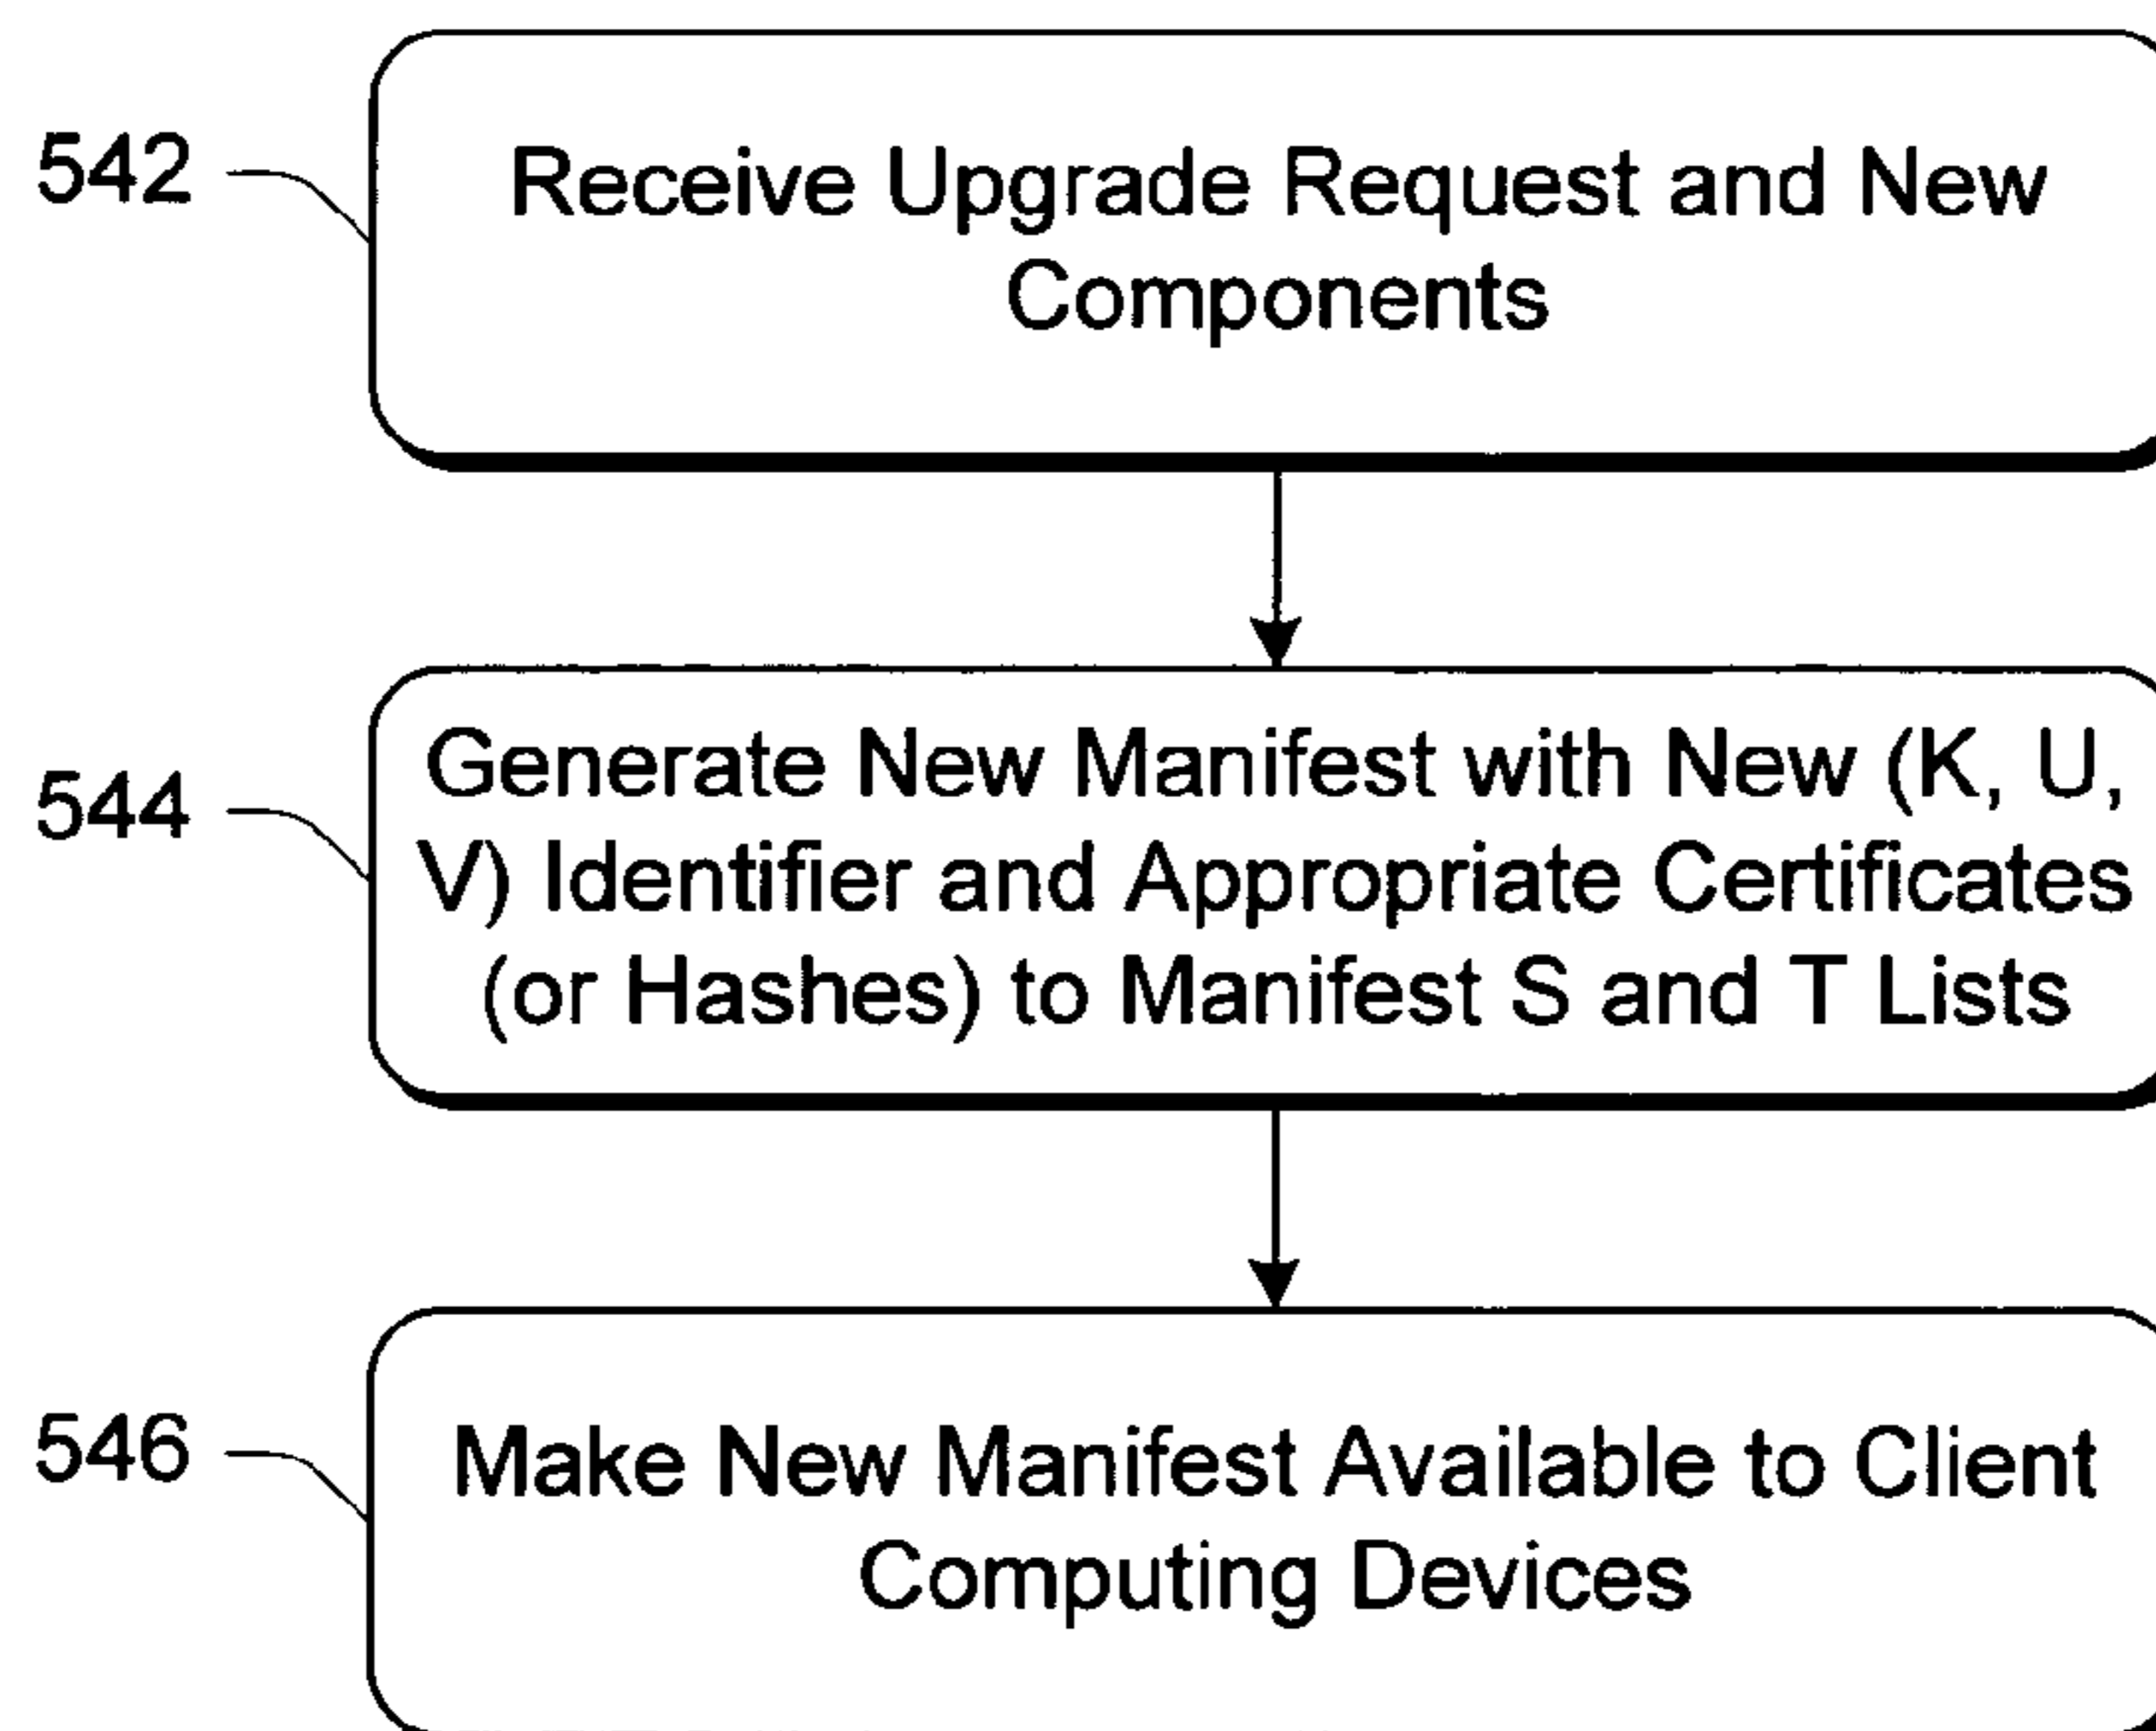 542
Receive Upgrade Request and New
Components
544
Generate New Manifest with New (K, U,
V) Identifier and Appropriate Certificates
(or Hashes) to Manifest S and T Lists
546
Make New Manifest Available to Client
Computing Devices